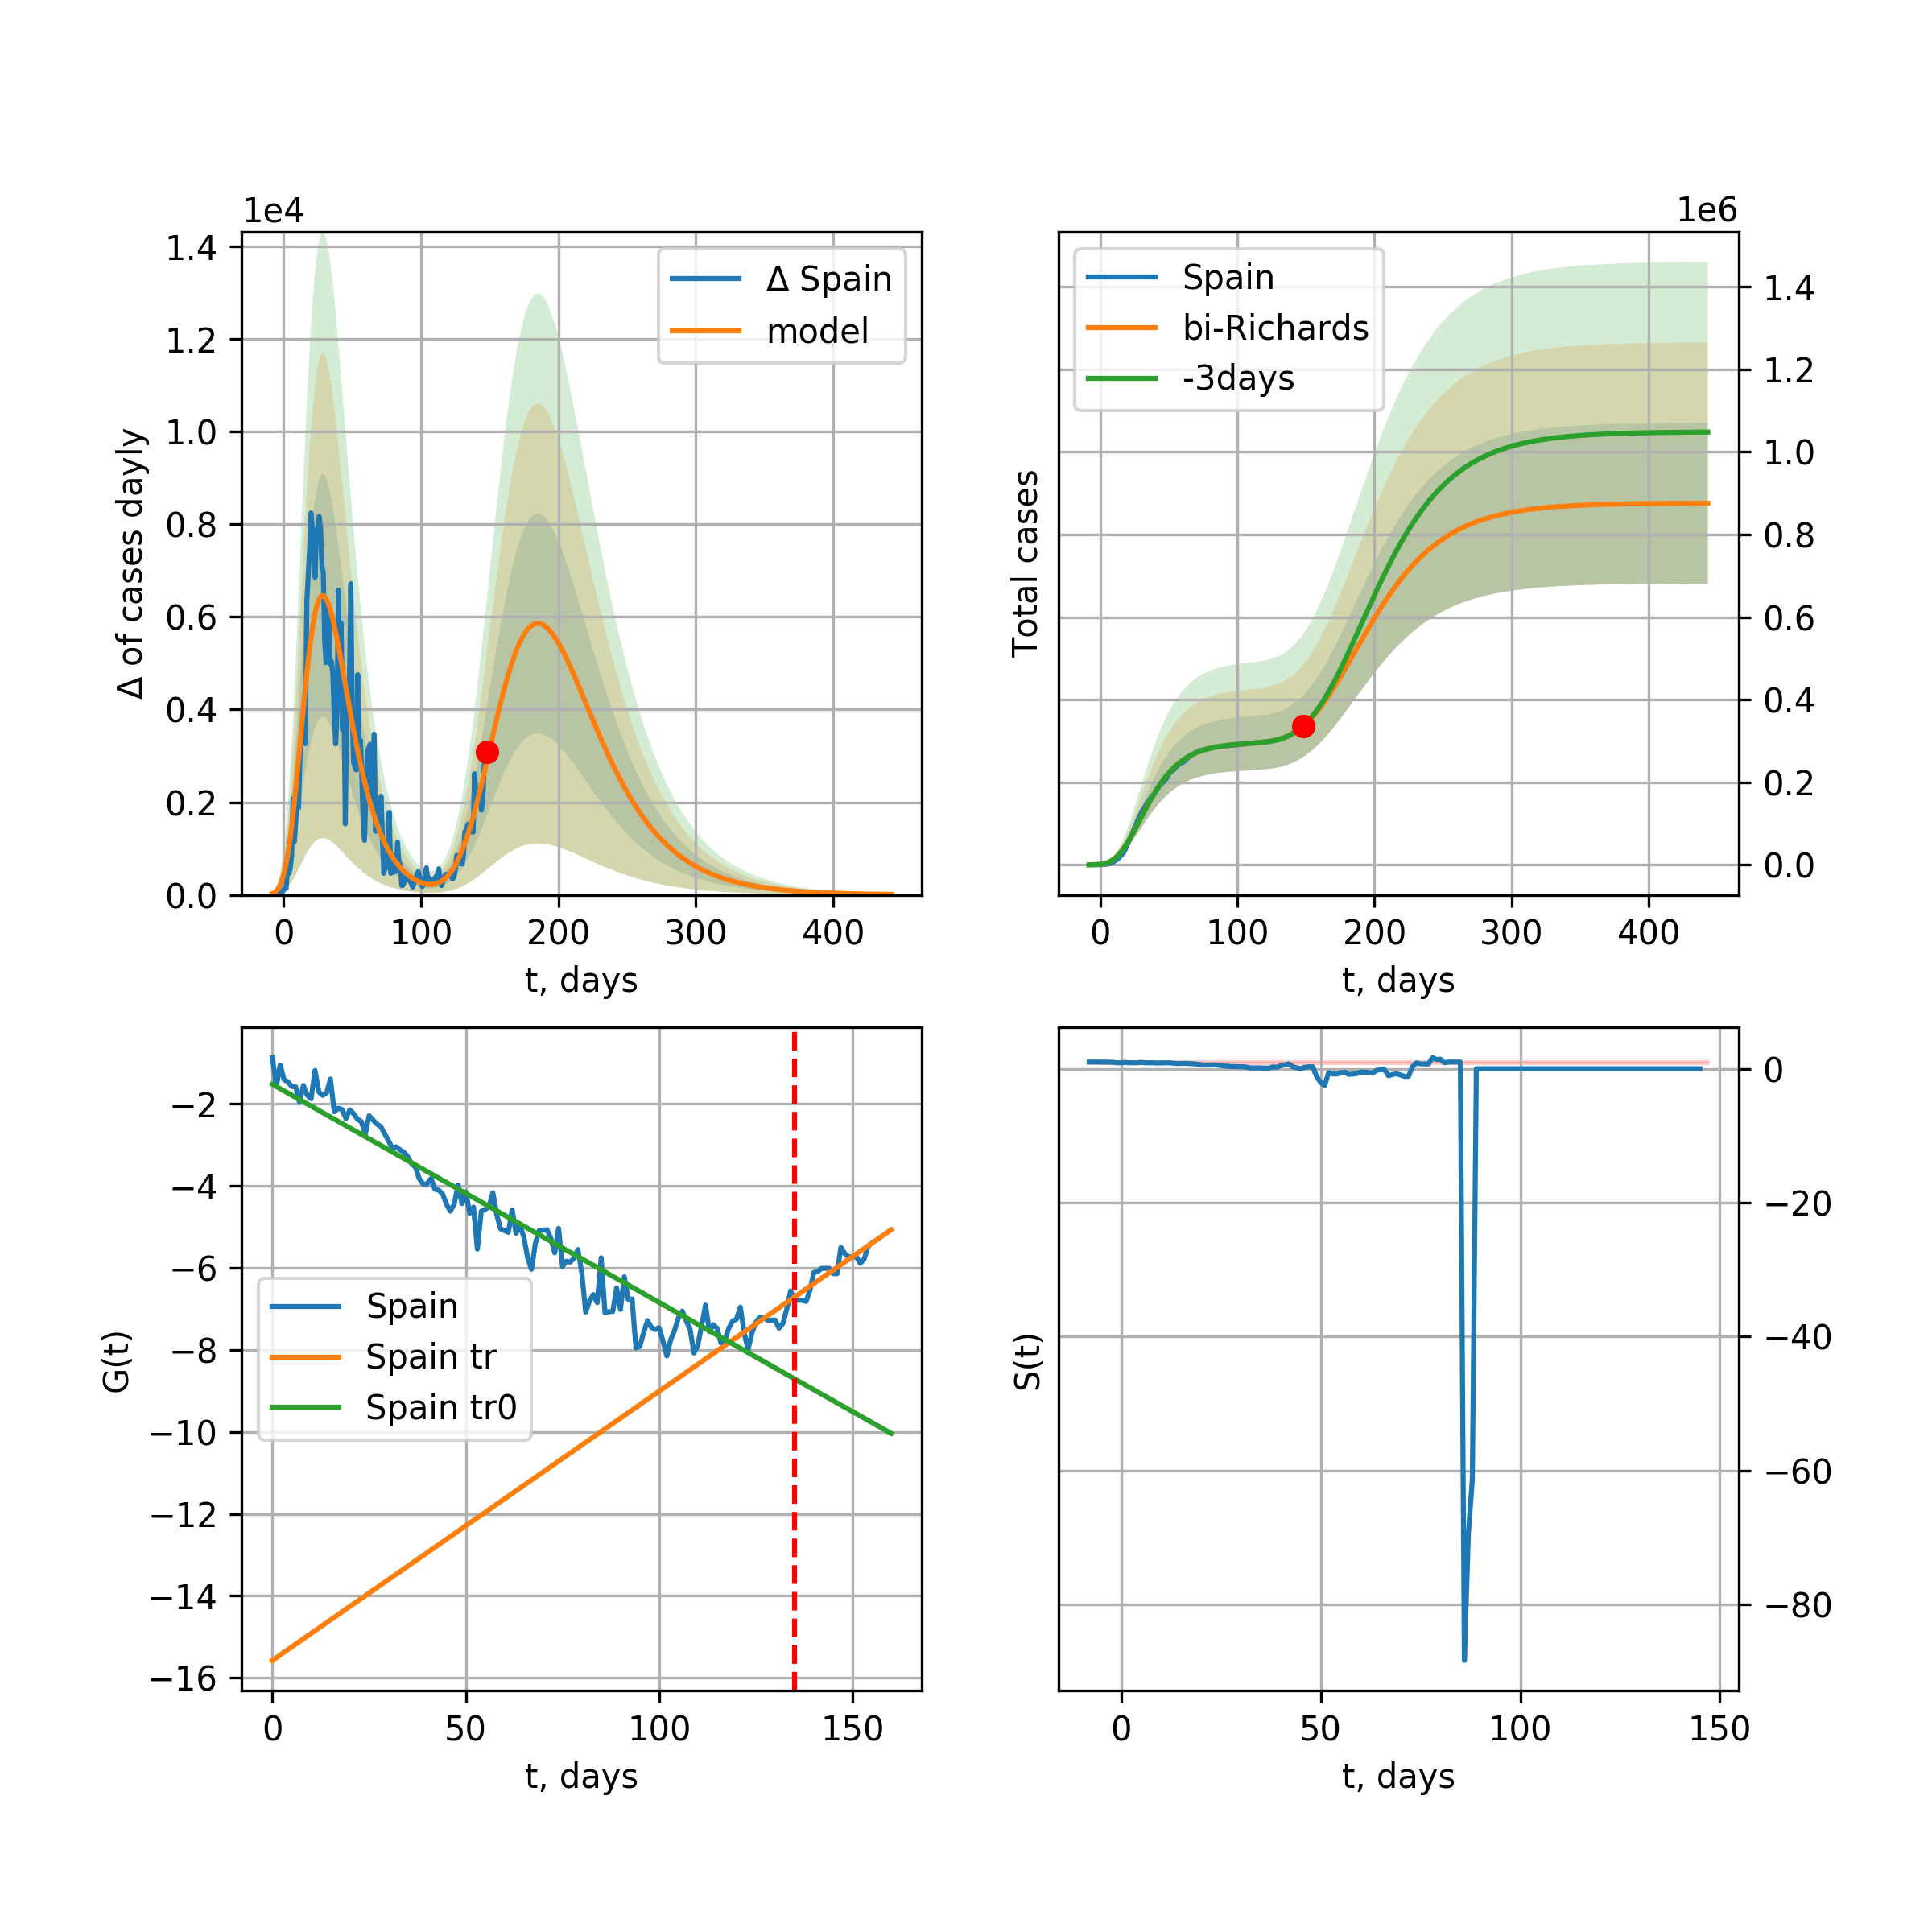 1e4
1.4
1.2
1.0
0.8
0.6
0.4
0.2
0.0
Δ of cases dayly
Δ Spain
model
0 100 200 300 400
t, days
1e6
Spain
bi-Richards
-3days
1.4
1.2
1.0
0.8
0.6
0.4
0.2
0.0
Total cases
0 100 200 300 400
t, days
−2
−4
−6
−8
−10
−12
−14
−16
G(t)
Spain
Spain tr
Spain tr0
0 50 100 150
t, days
0
−20
−40
−60
−80
S(t)
0 50 100 150
t, days